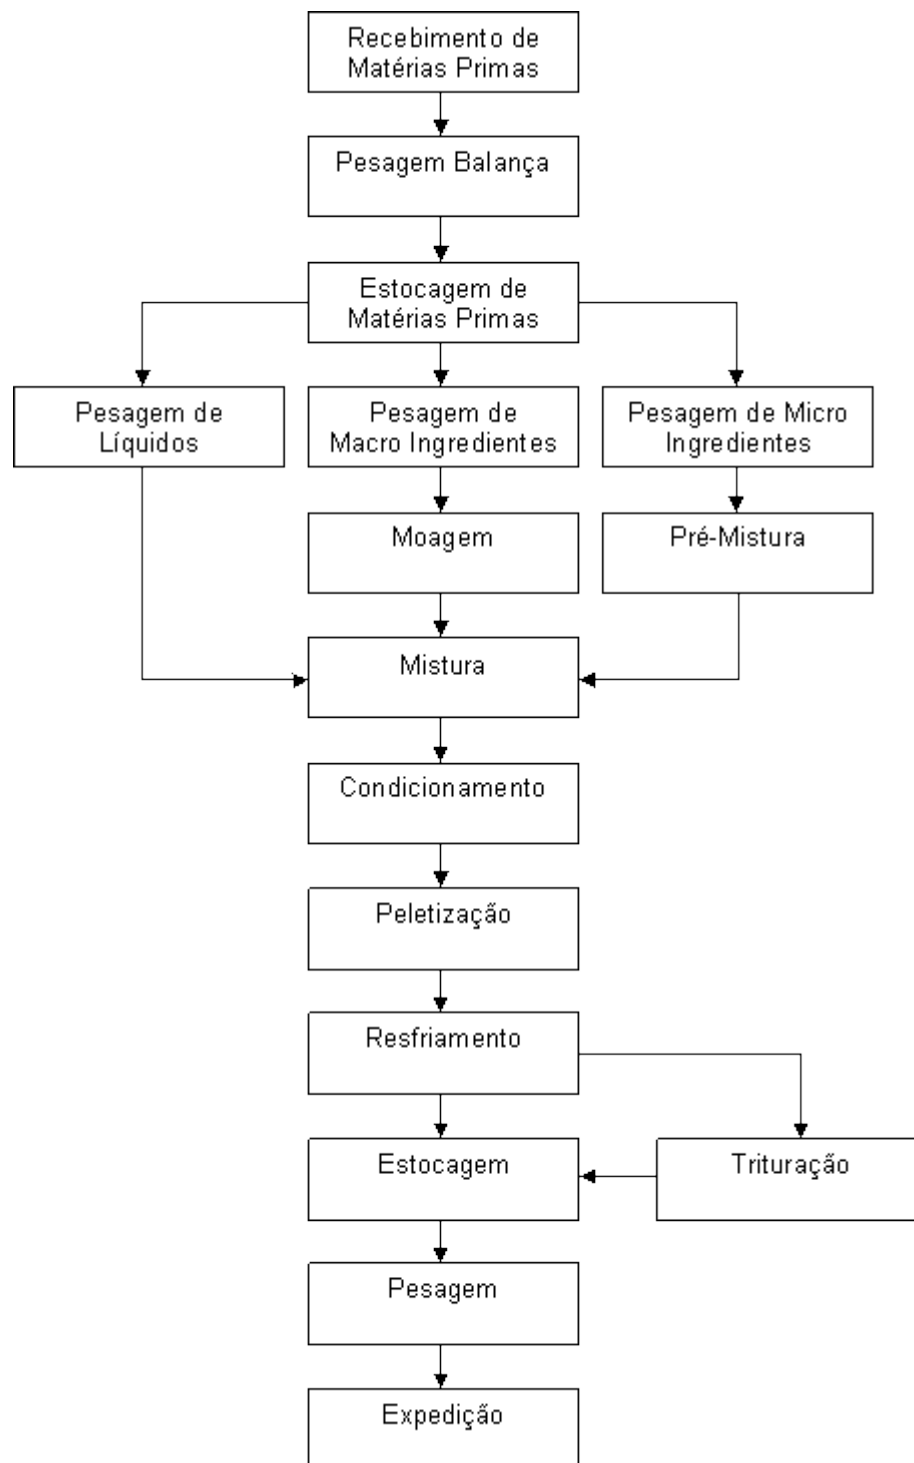 Recebimento de
Matérias Primas
Pesagem Balança
Estocagem de
Matérias Primas
Pesagem de
Líquidos
Pesagem de
Macro Ingredientes
Pesagem de Micro
Ingredientes
Moagem
Pré-Mistura
Mistura
Condicionamento
Peletização
Resfriamento
Estocagem
Trituração
Pesagem
Expedição